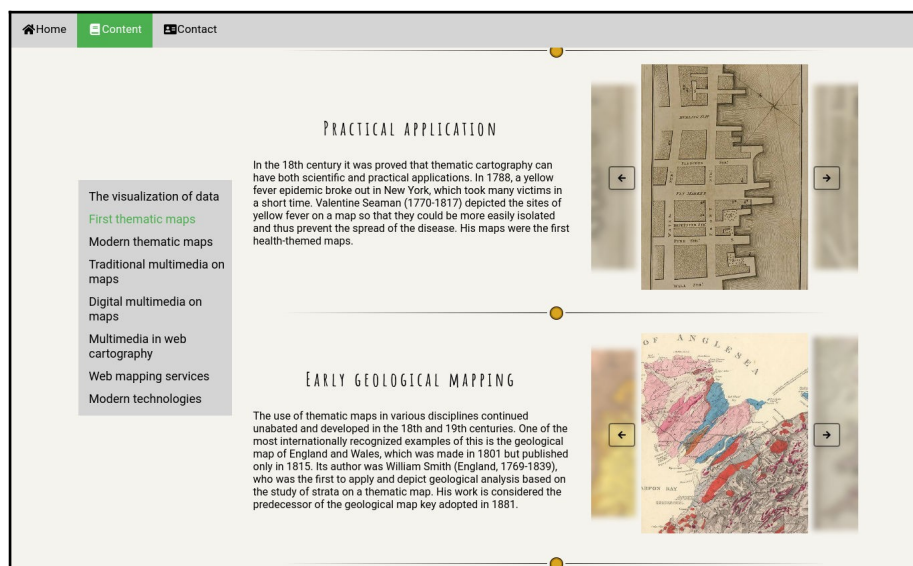 Home
Content
Contact
The visualization of data
First thematic maps
Modern thematic maps
Traditional multimedia on
maps
Digital multimedia on
maps
Multimedia in web
cartography
Web mapping services
Modern technologies
Practical application
In the 18th century it was proved that thematic cartography can
have both scientific and practical applications. In 1788, a yellow
fever epidemic broke out in New York, which took many victims in
a short time. Valentine Seaman (1770-1817) depicted the sites of
yellow fever on a map so that they could be more easily isolated
and thus prevent the spread of the disease. His maps were the first
health-themed maps.
Early geological mapping
The use of thematic maps in various disciplines continued
unabated and developed in the 18th and 19th centuries. One of the
most internationally recognized examples of this is the geological
map of England and Wales, which was made in 1801 but published
only in 1815. Its author was William Smith (England, 1769-1839),
who was the first to apply and depict geological analysis based on
the study of strata on a thematic map. His work is considered the
predecessor of the geological map key adopted in 1881.
OF ANGLESEA